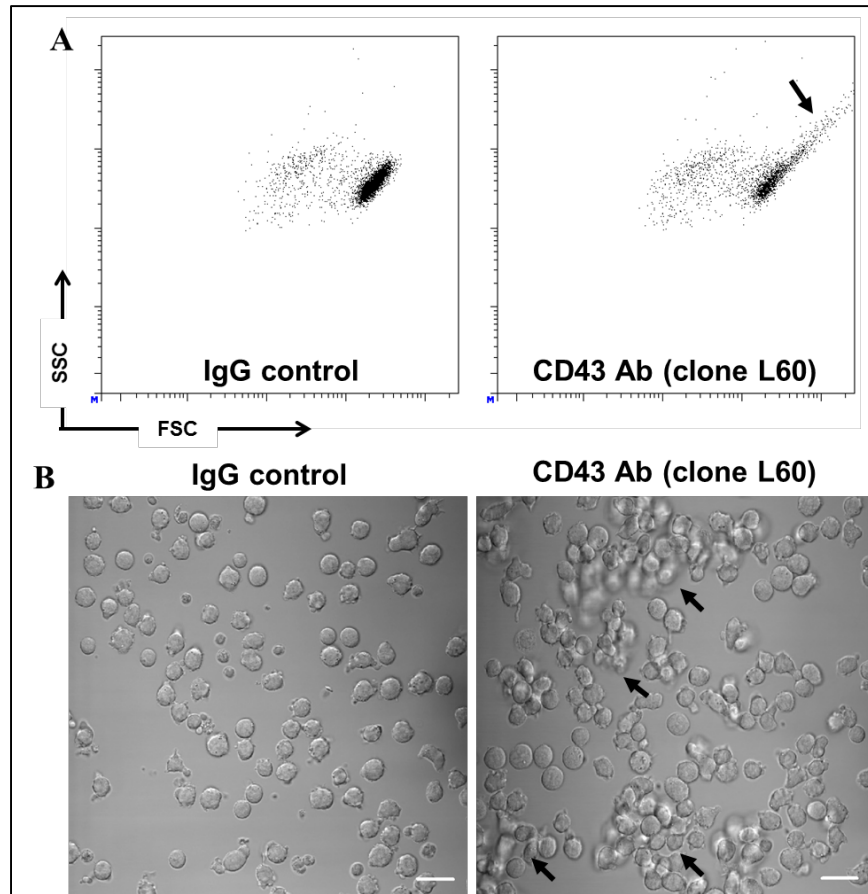 A
SSC
M
M
IgG control
CD43 Ab (clone L60)
FSC
B
IgG control
CD43 Ab (clone L60)